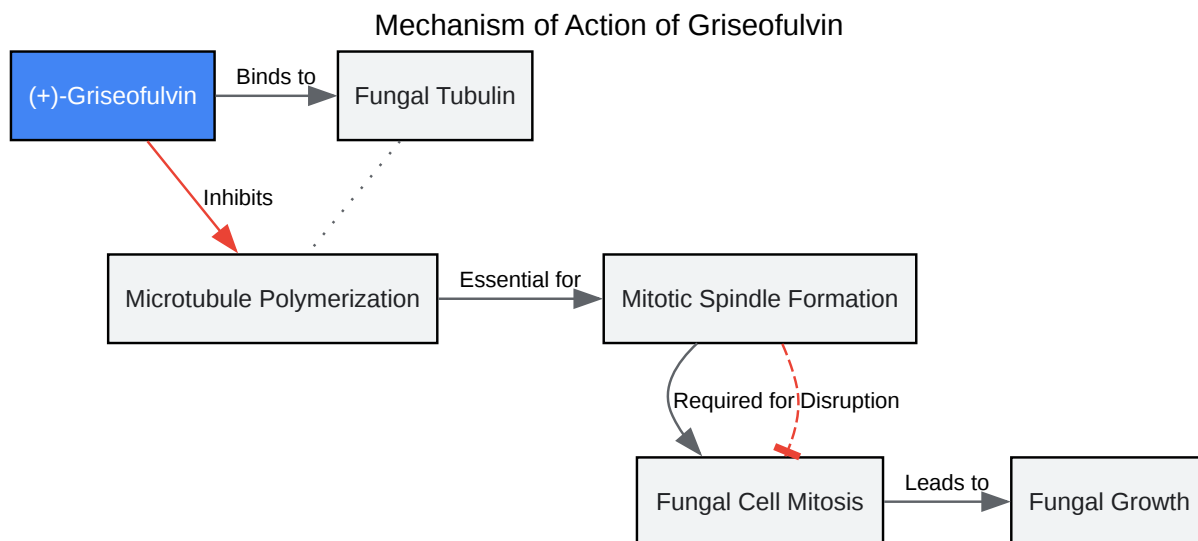 Mechanism of Action of Griseofulvin
(+)-Griseofulvin
Binds to
Fungal Tubulin
Inhibits
Microtubule Polymerization
Essential for
Mitotic Spindle Formation
Required for
Disruption
Fungal Cell Mitosis
Leads to
Fungal Growth